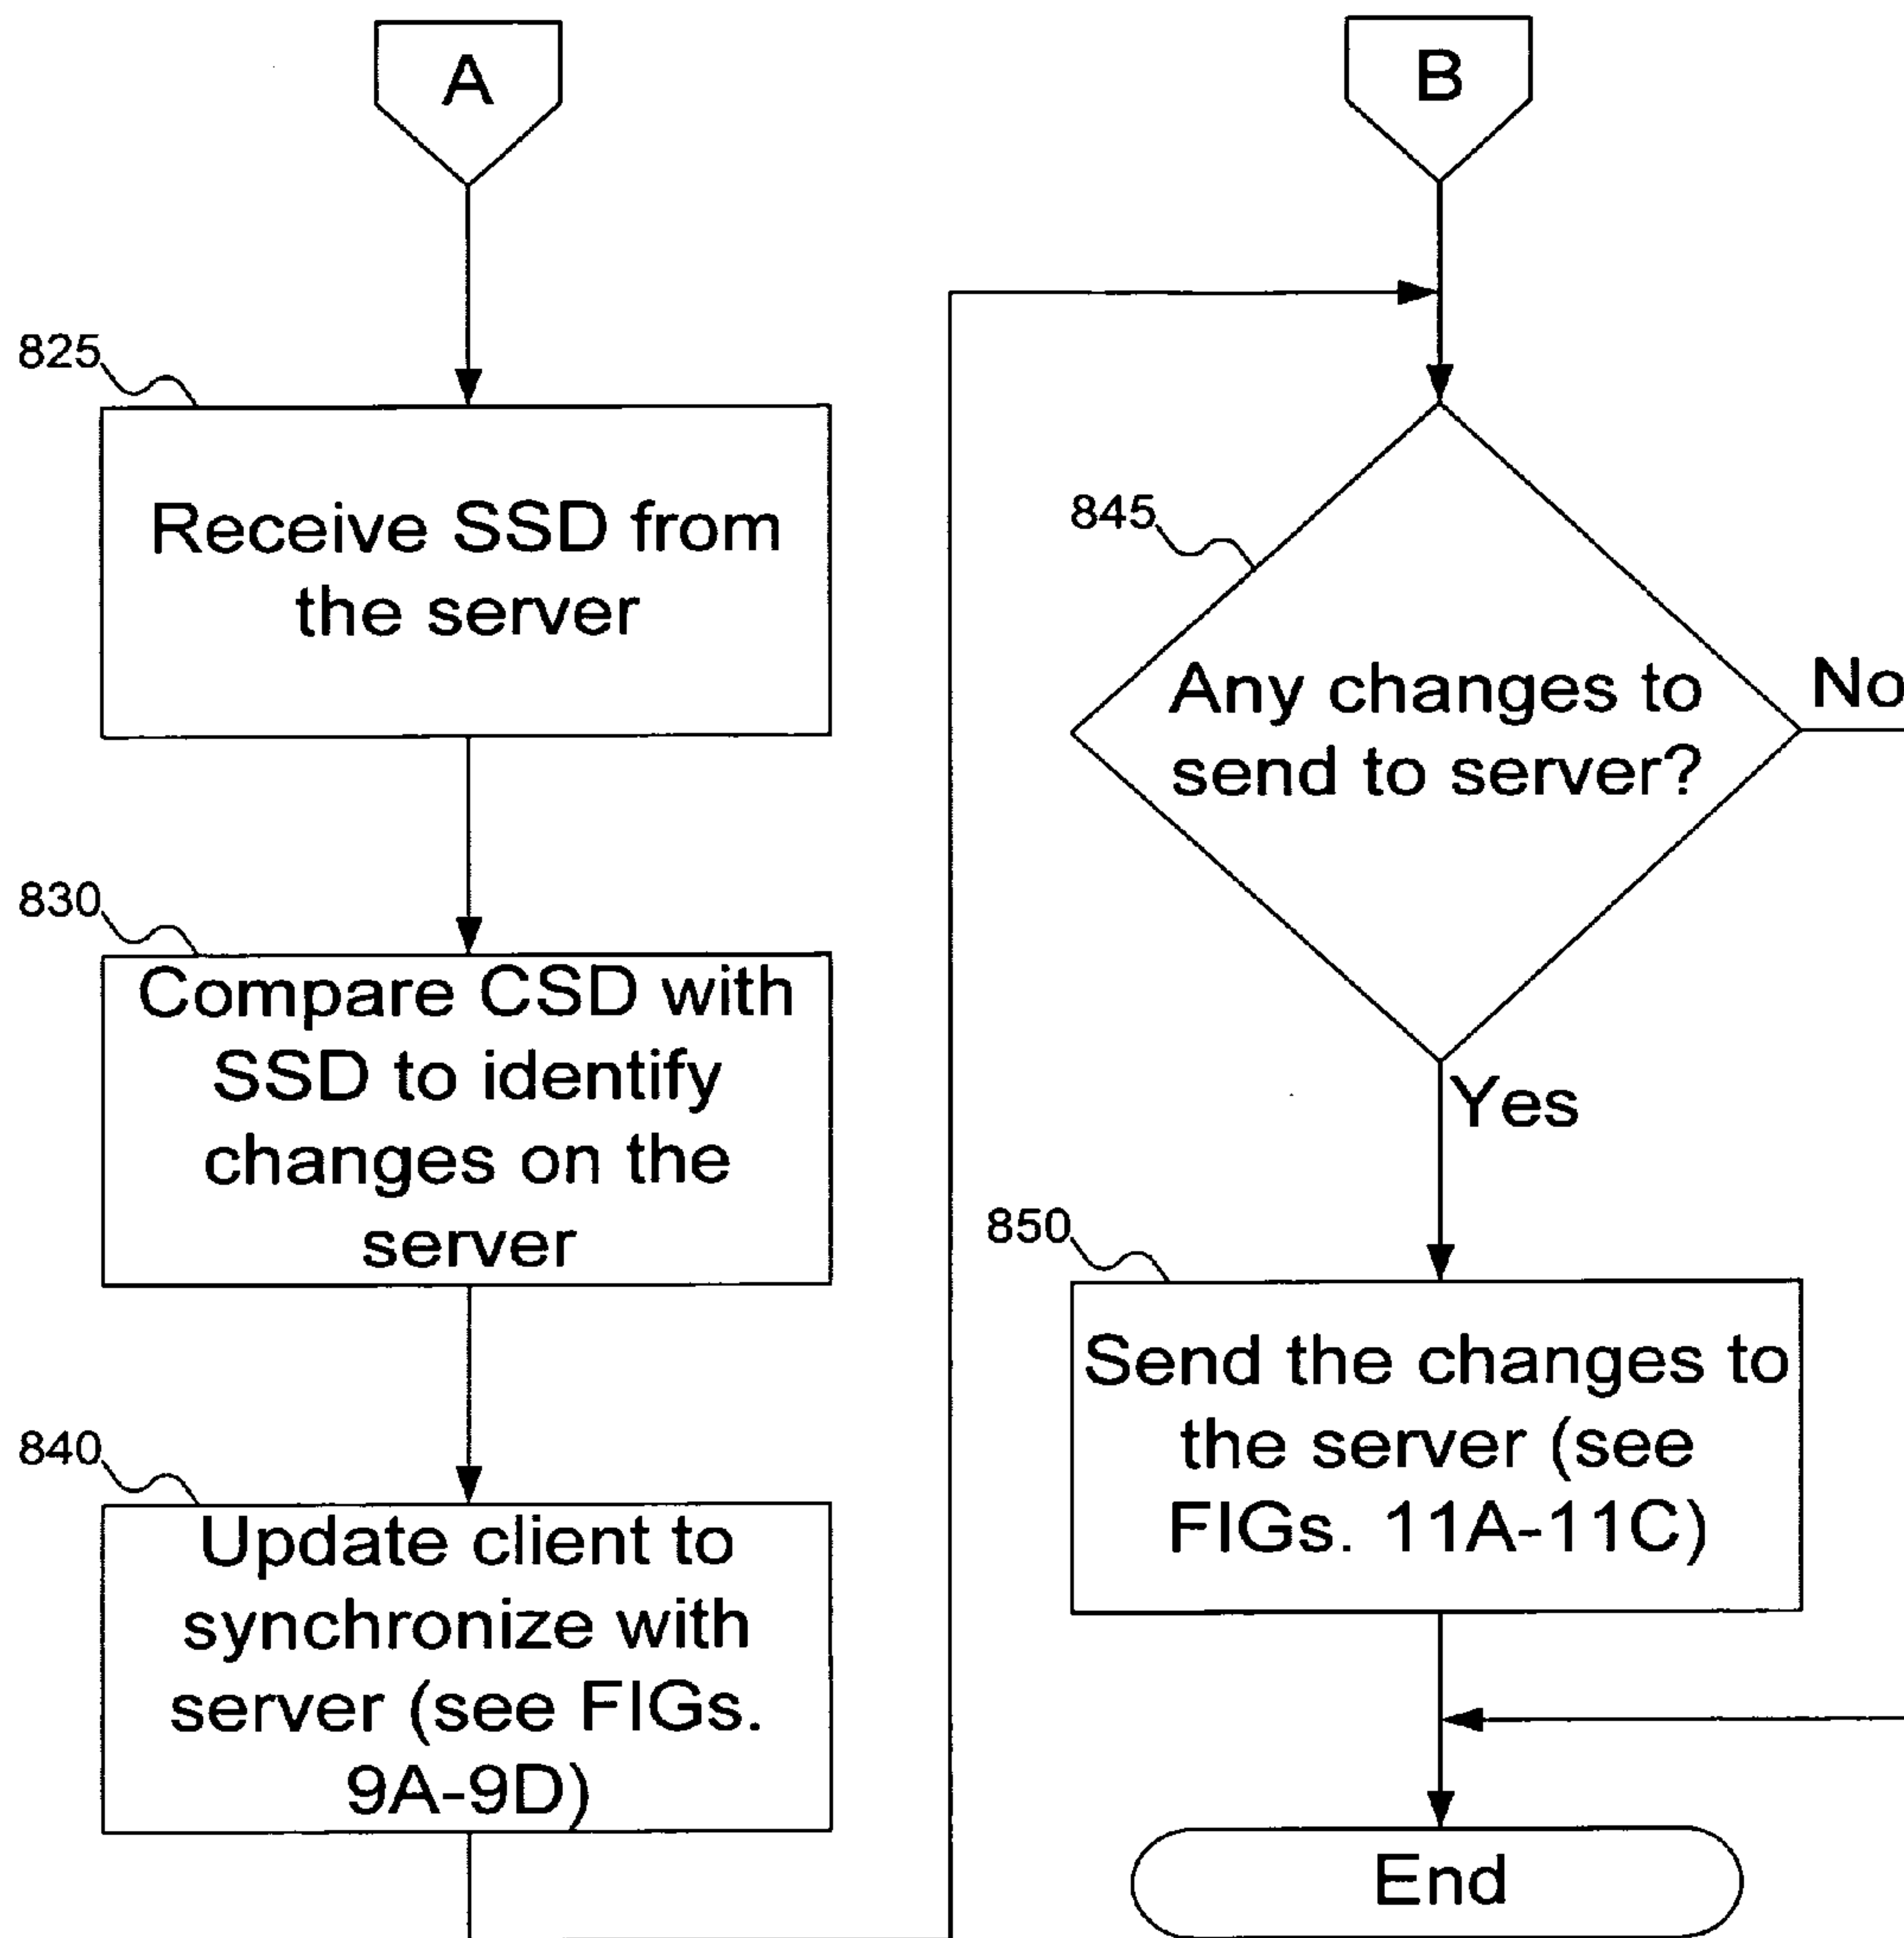 A
825
Receive SSD from
the server
830
Compare CSD with
SSD to identify
changes on the
server
840
Update client to
synchronize with
server (see FIGs.
9A-9D)
B
845
Any changes to
send to server?
No
Yes
850
Send the changes to
the server (see
FIGs. 11A-11C)
End